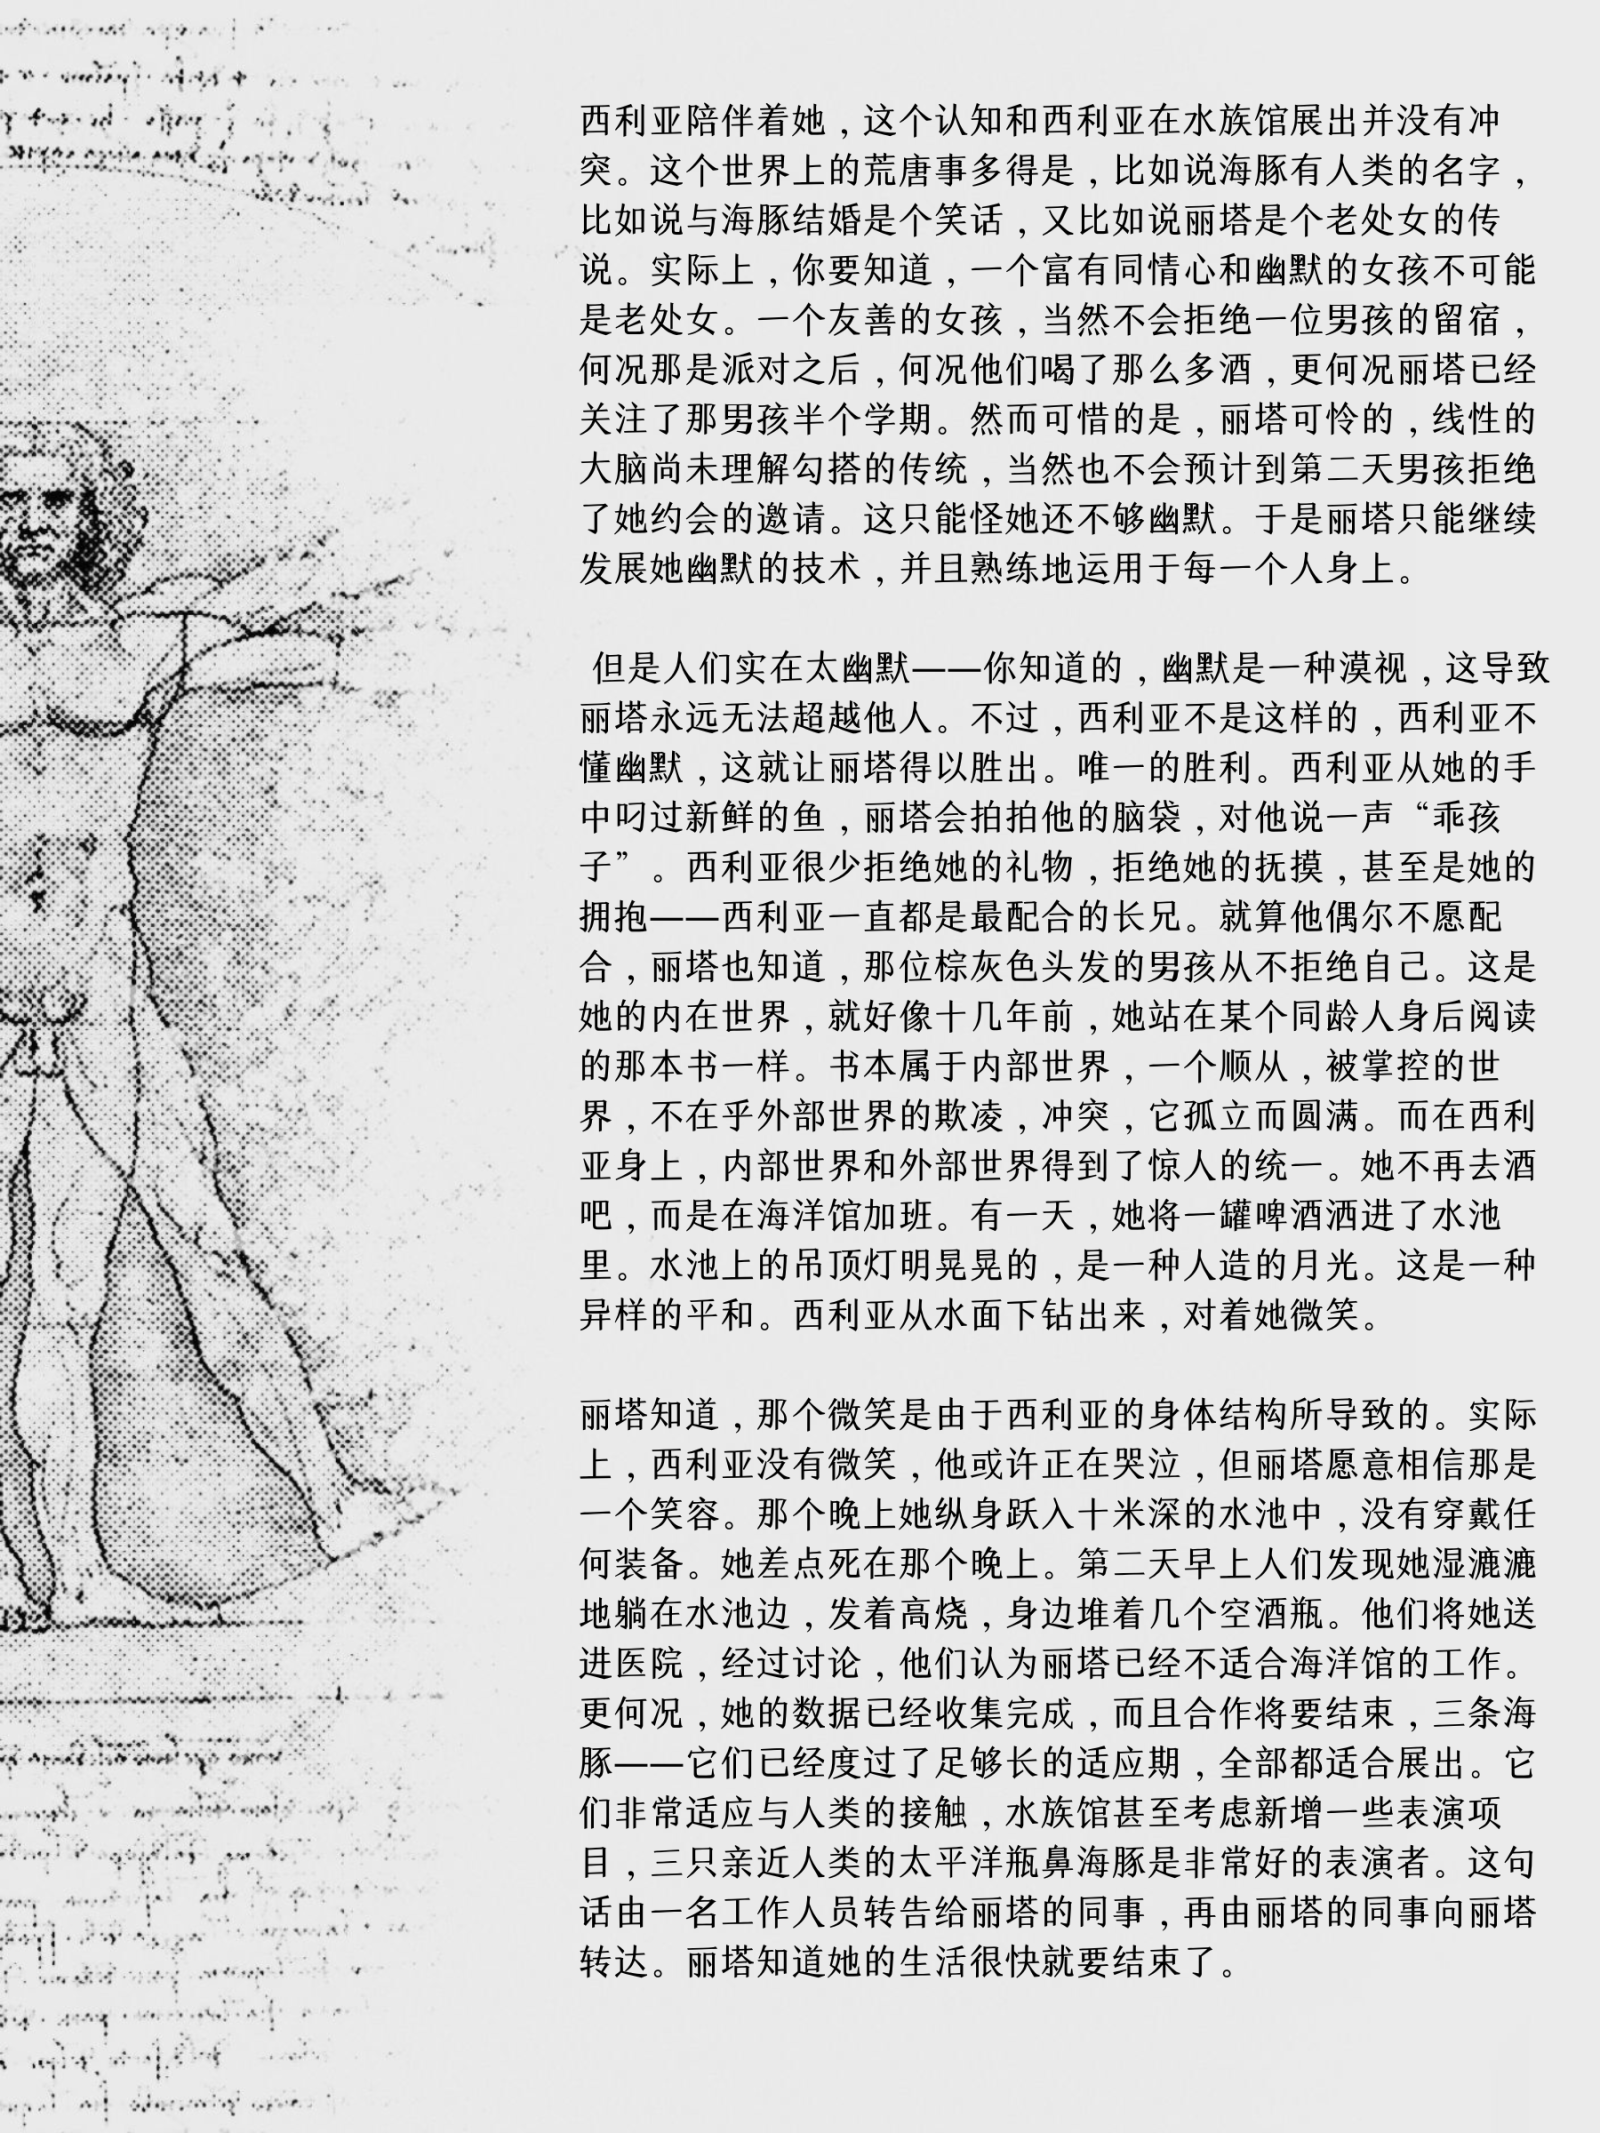 西利亚陪伴着她，这个认知和西利亚在水族馆展出并没有冲
突。这个世界上的荒唐事多得是，比如说海豚有人类的名字，
比如说与海豚结婚是个笑话，又比如说丽塔是个老处女的传
说。实际上，你要知道，一个富有同情心和幽默的女孩不可能
是老处女。一个友善的女孩，当然不会拒绝一位男孩的留宿，
何况那是派对之后，何况他们喝了那么多酒，更何况丽塔已经
关注了那男孩半个学期。然而可惜的是，丽塔可怜的，线性的
大脑尚未理解勾搭的传统，当然也不会预计到第二天男孩拒绝
了她约会的邀请。这只能怪她还不够幽默。于是丽塔只能继续
发展她幽默的技术，并且熟练地运用于每一个人身上。
但是人们实在太幽默——你知道的，幽默是一种漠视，这导致
丽塔永远无法超越他人。不过，西利亚不是这样的，西利亚不
懂幽默，这就让丽塔得以胜出。唯一的胜利。西利亚从她的手
中叼过新鲜的鱼，丽塔会拍拍他的脑袋，对他说一声“乖孩
子”。西利亚很少拒绝她的礼物，拒绝她的抚摸，甚至是她的
拥抱——西利亚一直都是最配合的长兄。就算他偶尔不愿配
合，丽塔也知道，那位棕灰色头发的男孩从不拒绝自己。这是
她的内在世界，就好像十几年前，她站在某个同龄人身后阅读
的那本书一样。书本属于内部世界，一个顺从，被掌控的世
界，不在乎外部世界的欺凌，冲突，它孤立而圆满。而在西利
亚身上，内部世界和外部世界得到了惊人的统一。她不再去酒
吧，而是在海洋馆加班。有一天，她将一罐啤酒洒进了水池
里。水池上的吊顶灯明晃晃的，是一种人造的月光。这是一种
异样的平和。西利亚从水面下钻出来，对着她微笑。
丽塔知道，那个微笑是由于西利亚的身体结构所导致的。实际
上，西利亚没有微笑，他或许正在哭泣，但丽塔愿意相信那是
一个笑容。那个晚上她纵身跃入十米深的水池中，没有穿戴任
何装备。她差点死在那个晚上。第二天早上人们发现她湿漉漉
地躺在水池边，发着高烧，身边堆着几个空酒瓶。他们将她送
进医院，经过讨论，他们认为丽塔已经不适合海洋馆的工作。
更何况，她的数据已经收集完成，而且合作将要结束，三条海
豚——它们已经度过了足够长的适应期，全部都适合展出。它
们非常适应与人类的接触，水族馆甚至考虑新增一些表演项
目，三只亲近人类的太平洋瓶鼻海豚是非常好的表演者。这句
话由一名工作人员转告给丽塔的同事，再由丽塔的同事向丽塔
转达。丽塔知道她的生活很快就要结束了。